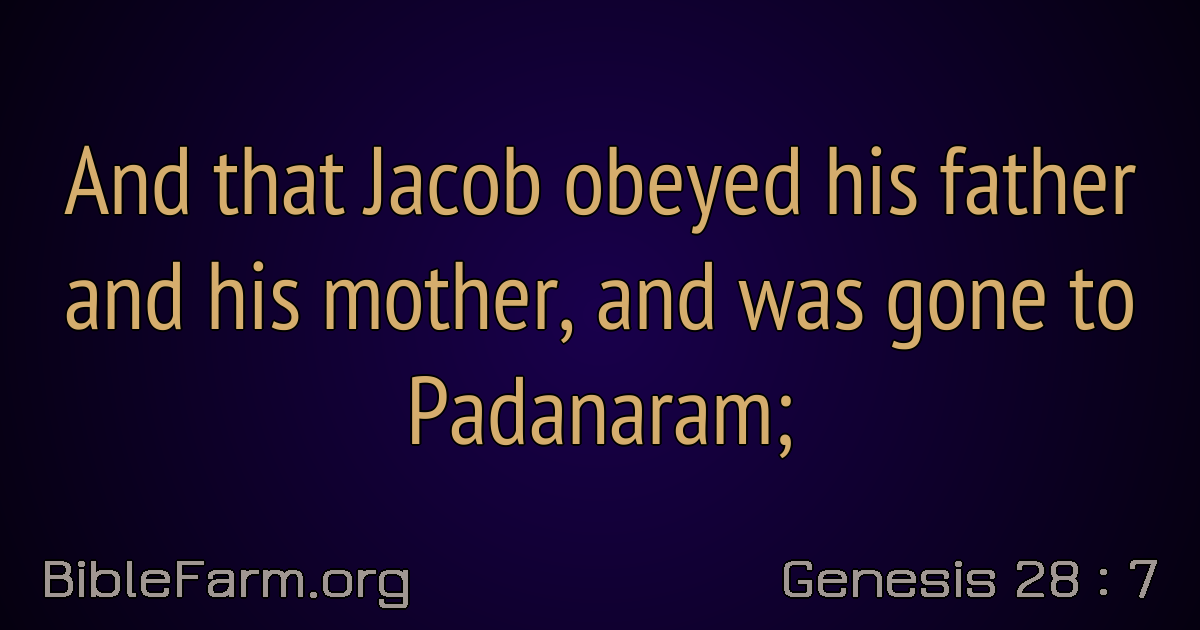 And that Jacob obeyed his father
and his mother, and was gone to
Padanaram;
BibleFarm.org
Genesis 28 : 7